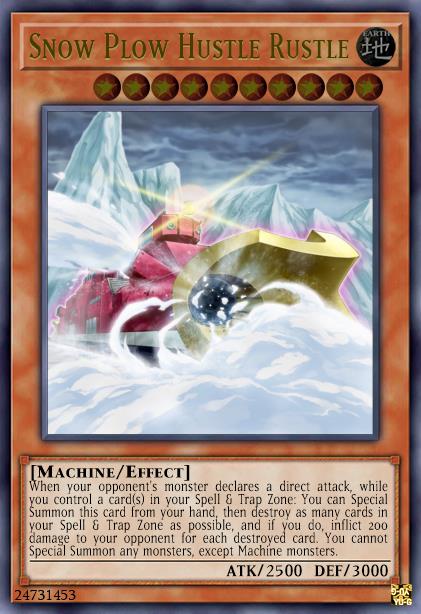 SNOW PLOW HUSTLE RUSTLE
EARTH
地
[MACHINE/EFFECT]
When your opponent's monster declares a direct attack, while
you control a card(s) in your Spell & Trap Zone: You can Special
Summon this card from your hand, then destroy as many cards in
your Spell & Trap Zone as possible, and if you do, inflict 200
damage to your opponent for each destroyed card. You cannot
Special Summon any monsters, except Machine monsters.
ATK/2500 DEF/3000
24731453